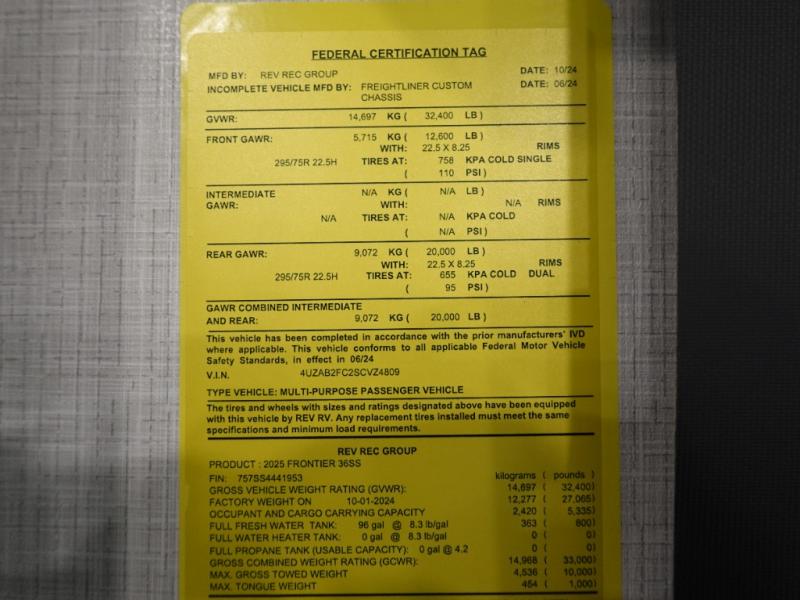 FEDERAL CERTIFICATION TAG
MFD BY: REV REC GROUP DATE: 10/24
INCOMPLETE VEHICLE MFD BY: FREIGHTLINER CUSTOM DATE: 06/24
CHASSIS
GVWR: 14,697 KG ( 32,400 LB )
FRONT GAWR: 5,715 KG ( 12,600 LB )
WITH: 22.5 X 8.25 RIMS
295/75R 22.5H TIRES AT: 758 KPA COLD SINGLE
( 110 PSI )
INTERMEDIATE N/A KG ( N/A LB )
GAWR: WITH: N/A RIMS
N/A TIRES AT: N/A KPA COLD
( N/A PSI )
REAR GAWR: 9,072 KG ( 20,000 LB )
WITH: 22.5 X 8.25 RIMS
295/75R 22.5H TIRES AT: 655 KPA COLD DUAL
( 95 PSI )
GAWR COMBINED INTERMEDIATE
AND REAR: 9,072 KG ( 20,000 LB )
This vehicle has been completed in accordance with the prior manufacturers' IVD
where applicable. This vehicle conforms to all applicable Federal Motor Vehicle
Safety Standards, in effect in 06/24
V.I.N. 4UZAB2FC2SCVZ4809
TYPE VEHICLE: MULTI-PURPOSE PASSENGER VEHICLE
The tires and wheels with sizes and ratings designated above have been equipped
with this vehicle by REV RV. Any replacement tires installed must meet the same
specifications and minimum load requirements.
REV REC GROUP
PRODUCT : 2025 FRONTIER 36SS
FIN: 757SS4441953 kilograms ( pounds )
GROSS VEHICLE WEIGHT RATING (GVWR): 14,697 ( 32,400)
FACTORY WEIGHT ON 10-01-2024 12,277 ( 27,065)
OCCUPANT AND CARGO CARRYING CAPACITY 2,420 ( 5,335)
FULL FRESH WATER TANK: 96 gal @ 8.3 lb/gal 363 ( 800)
FULL WATER HEATER TANK: 0 gal @ 8.3 lb/gal 0 ( 0)
FULL PROPANE TANK (USABLE CAPACITY): 0 gal @ 4.2 0 ( 0)
GROSS COMBINED WEIGHT RATING (GCWR): 14,968 ( 33,000)
MAX. GROSS TOWED WEIGHT 4,536 ( 10,000)
MAX. TONGUE WEIGHT 454 ( 1,000)